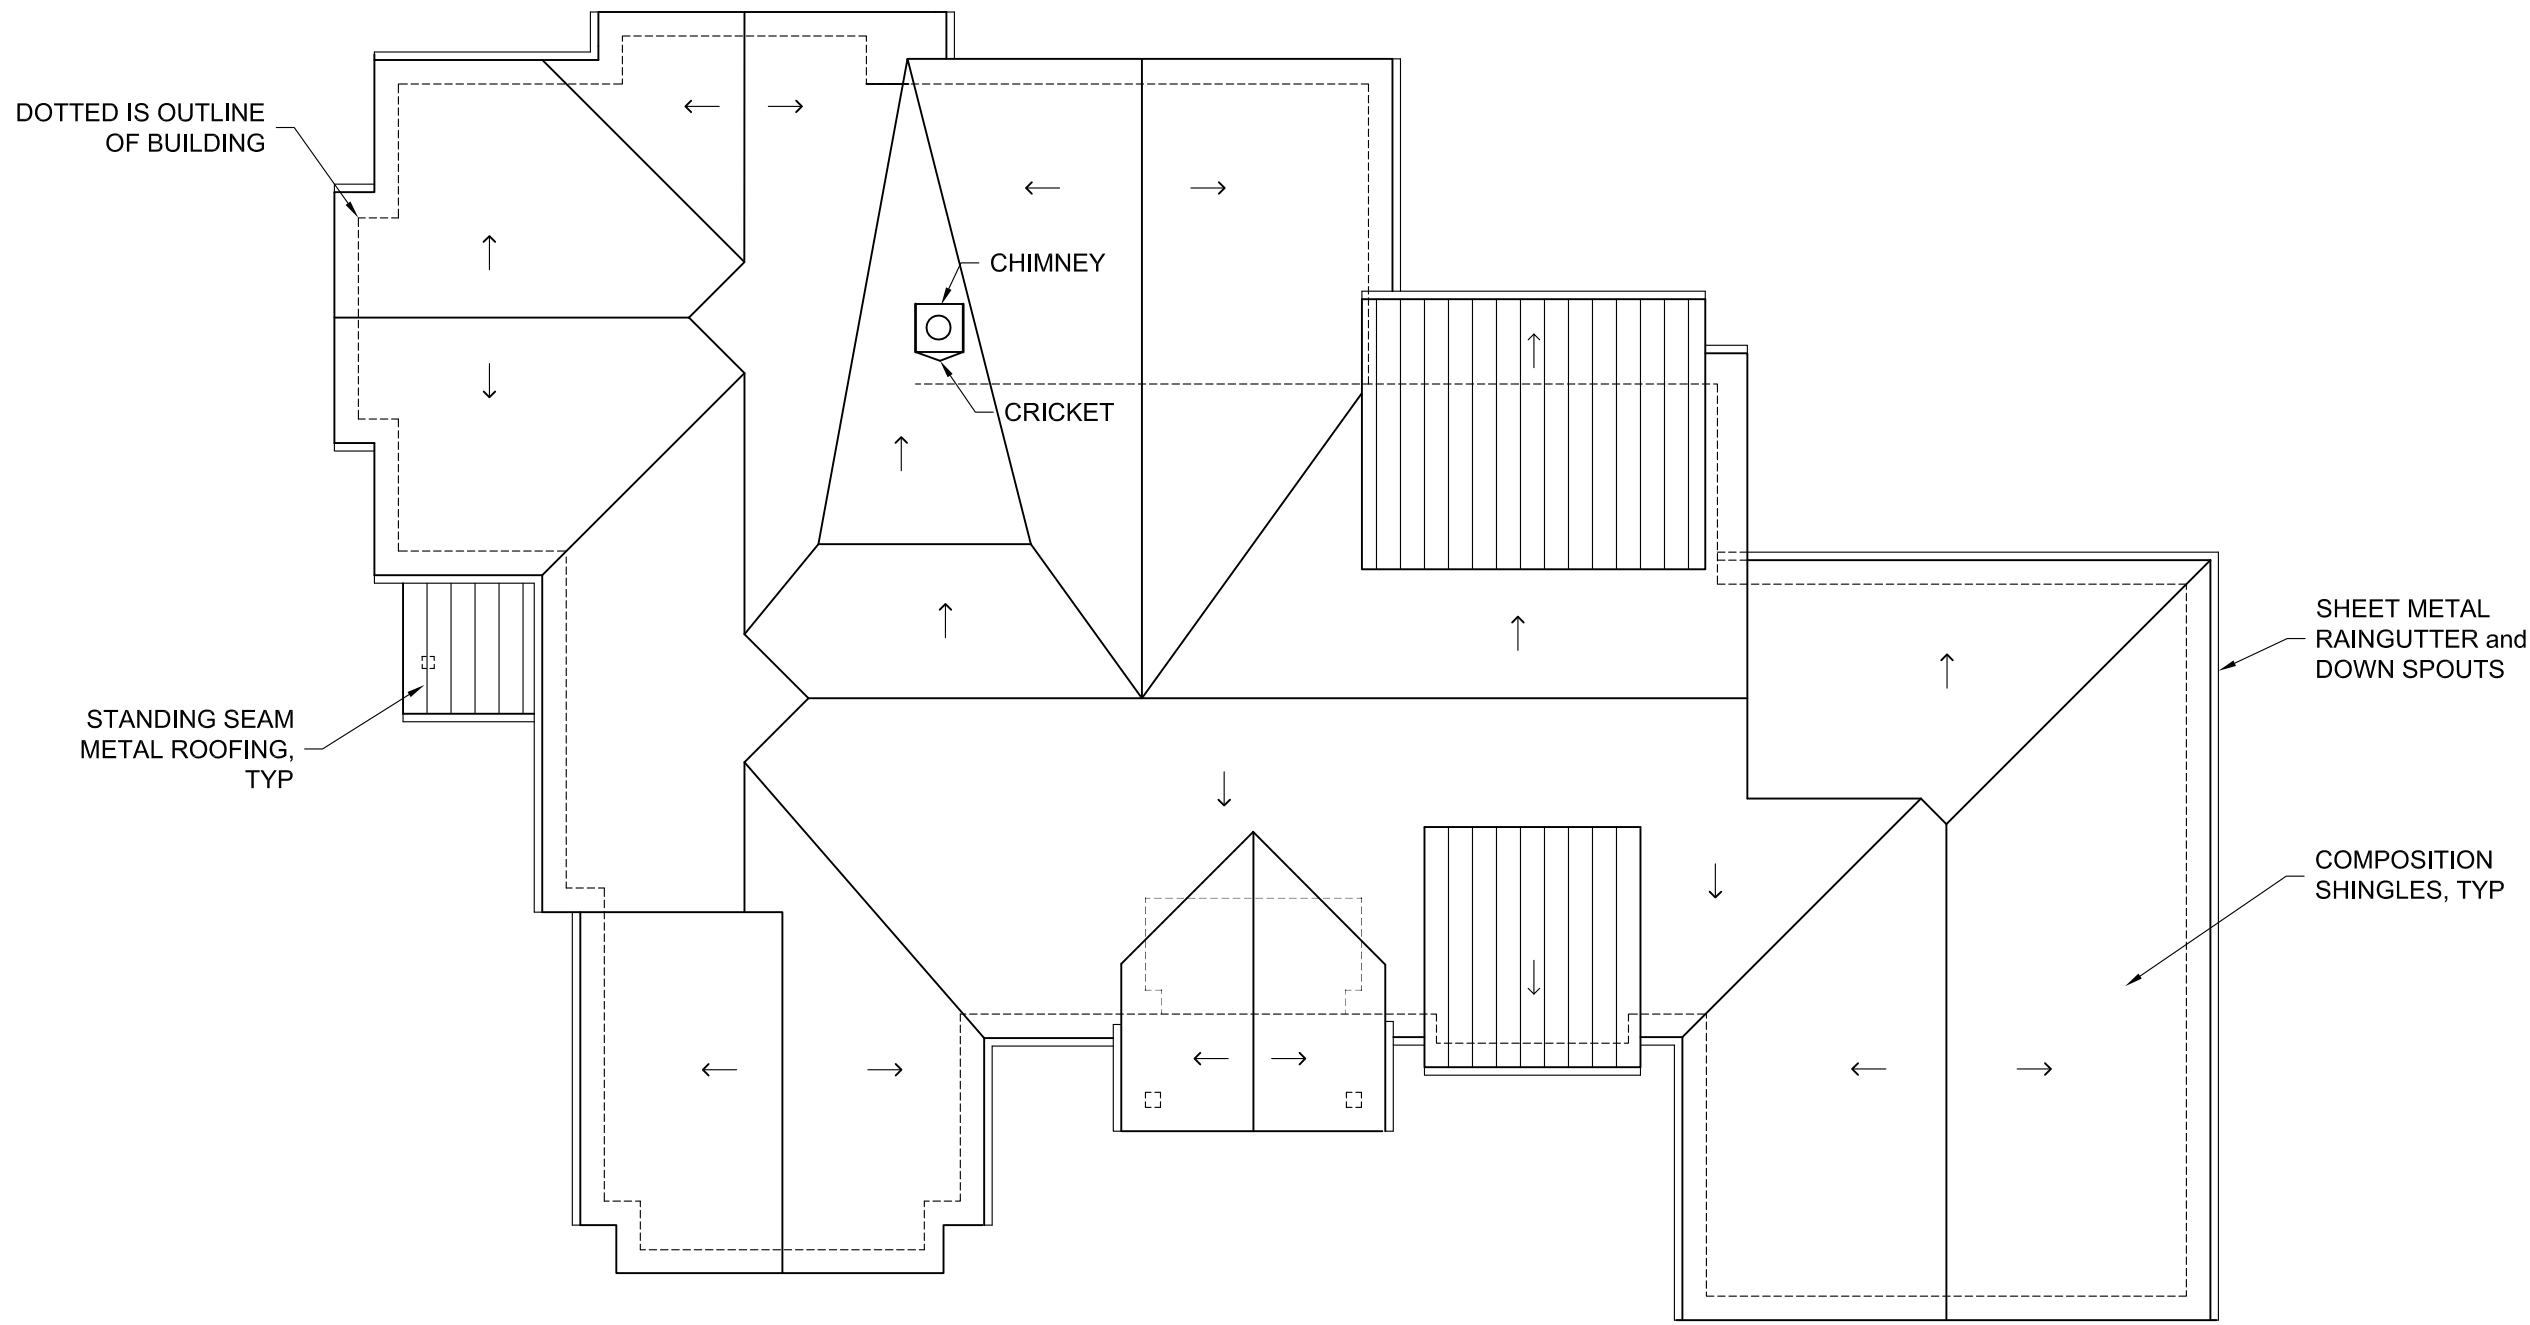 DOTTED IS OUTLINE
OF BUILDING
CHIMNEY
CRICKET
SHEET METAL
RAINGUTTER and
DOWN SPOUTS
STANDING SEAM
METAL ROOFING,
TYP
COMPOSITION
SHINGLES, TYP